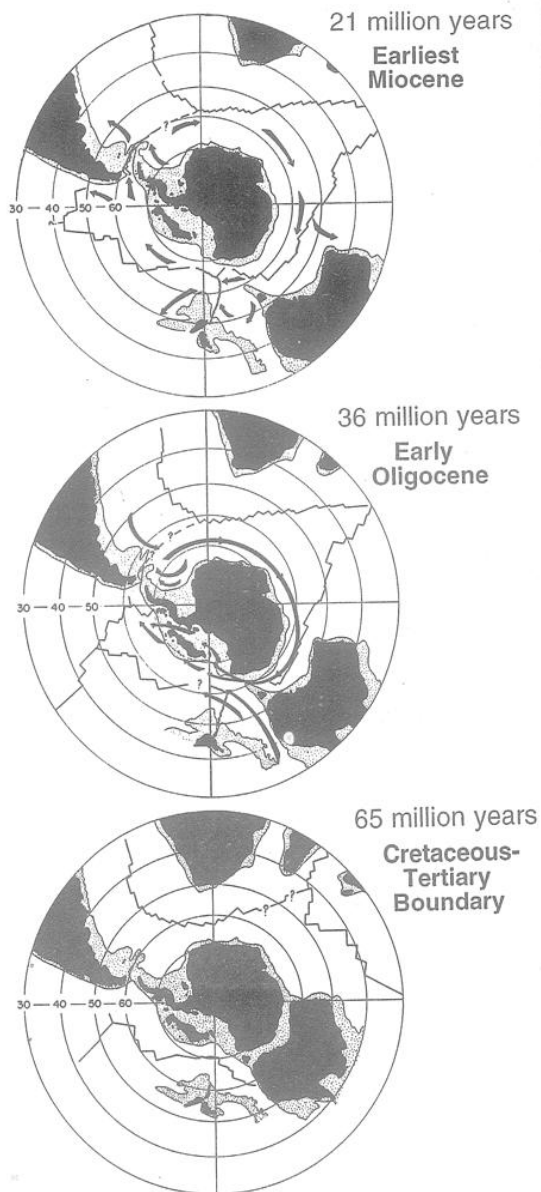 21 million years
Earliest
Miocene
?
30 — 40 — 50 — 60
36 million years
Early
Oligocene
?
30 — 40 — 50
?
65 million years
Cretaceous-
Tertiary
Boundary
? ?
30 — 40 — 50 — 60